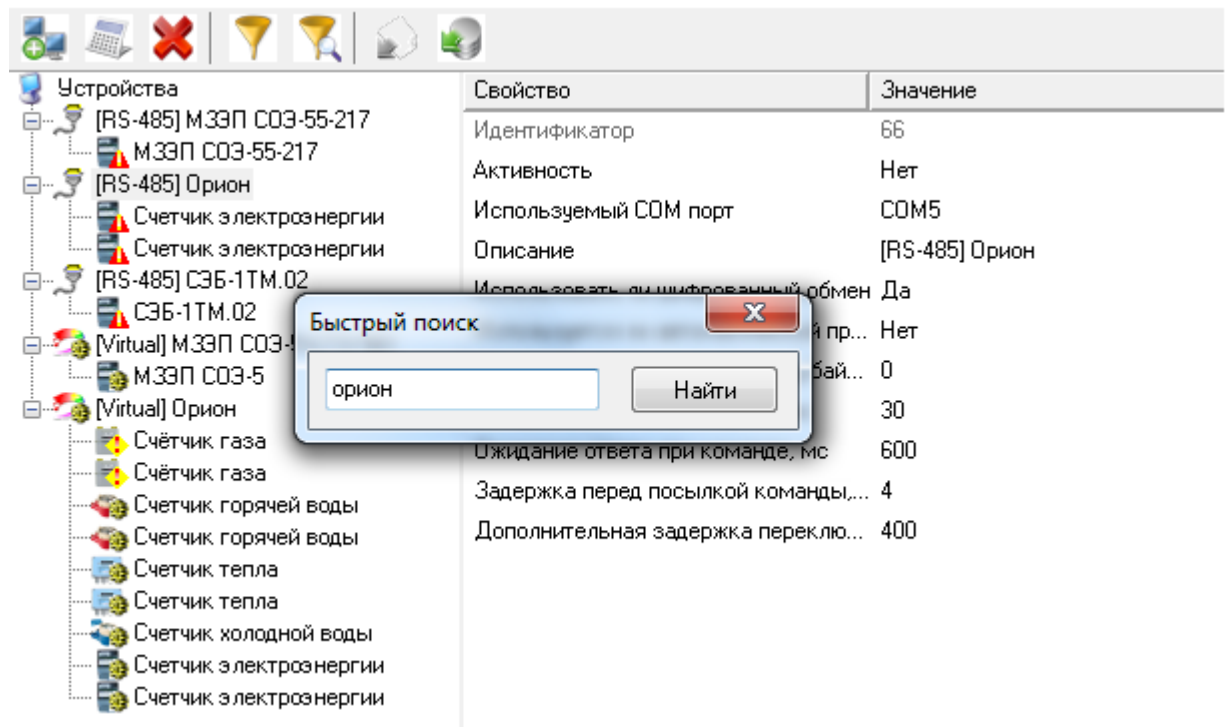 Устройства
[RS-485] МЗЭП СОЭ-55-217
МЗЭП СОЭ-55-217
[RS-485] Орион
Счетчик электроэнергии
Счетчик электроэнергии
[RS-485] СЭБ-1ТМ.02
СЭБ-1ТМ.02
[Virtual] МЗЭП СОЭ-
МЗЭП СОЭ-5
[Virtual] Орион
Счётчик газа
Счётчик газа
Счетчик горячей воды
Счетчик горячей воды
Счетчик тепла
Счетчик тепла
Счетчик холодной воды
Счетчик электроэнергии
Счетчик электроэнергии
Свойство Значение
Идентификатор 66
Активность Нет
Используемый COM порт COM5
Описание [RS-485] Орион
Использовать ли шифрованный обмен Да
пр... Нет
бай... 0
30
Ожидание ответа при команде, мс 600
Задержка перед посылкой команды,... 4
Дополнительная задержка переклю... 400
Быстрый поиск
орион
Найти